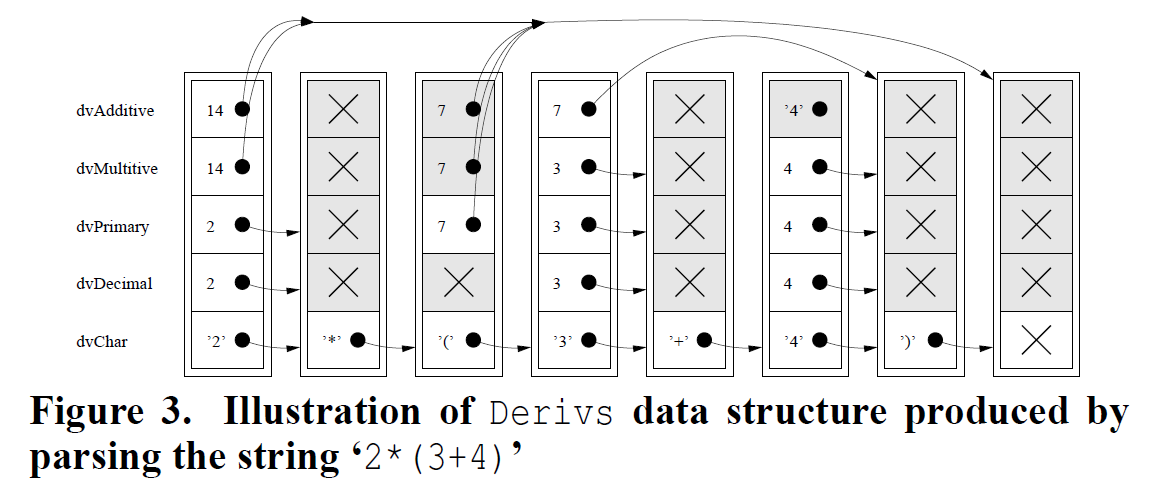 dvAdditive 14 7 7 ’4’
dvMultitive 14 7 3 4
dvPrimary 2 7 3 4
dvDecimal 2 3 4
dvChar ’2’ ’*’ ’(’ ’3’ ’+’ ’4’ ’)’
Figure 3. Illustration of Derivs data structure produced by
parsing the string ‘2*(3+4)’